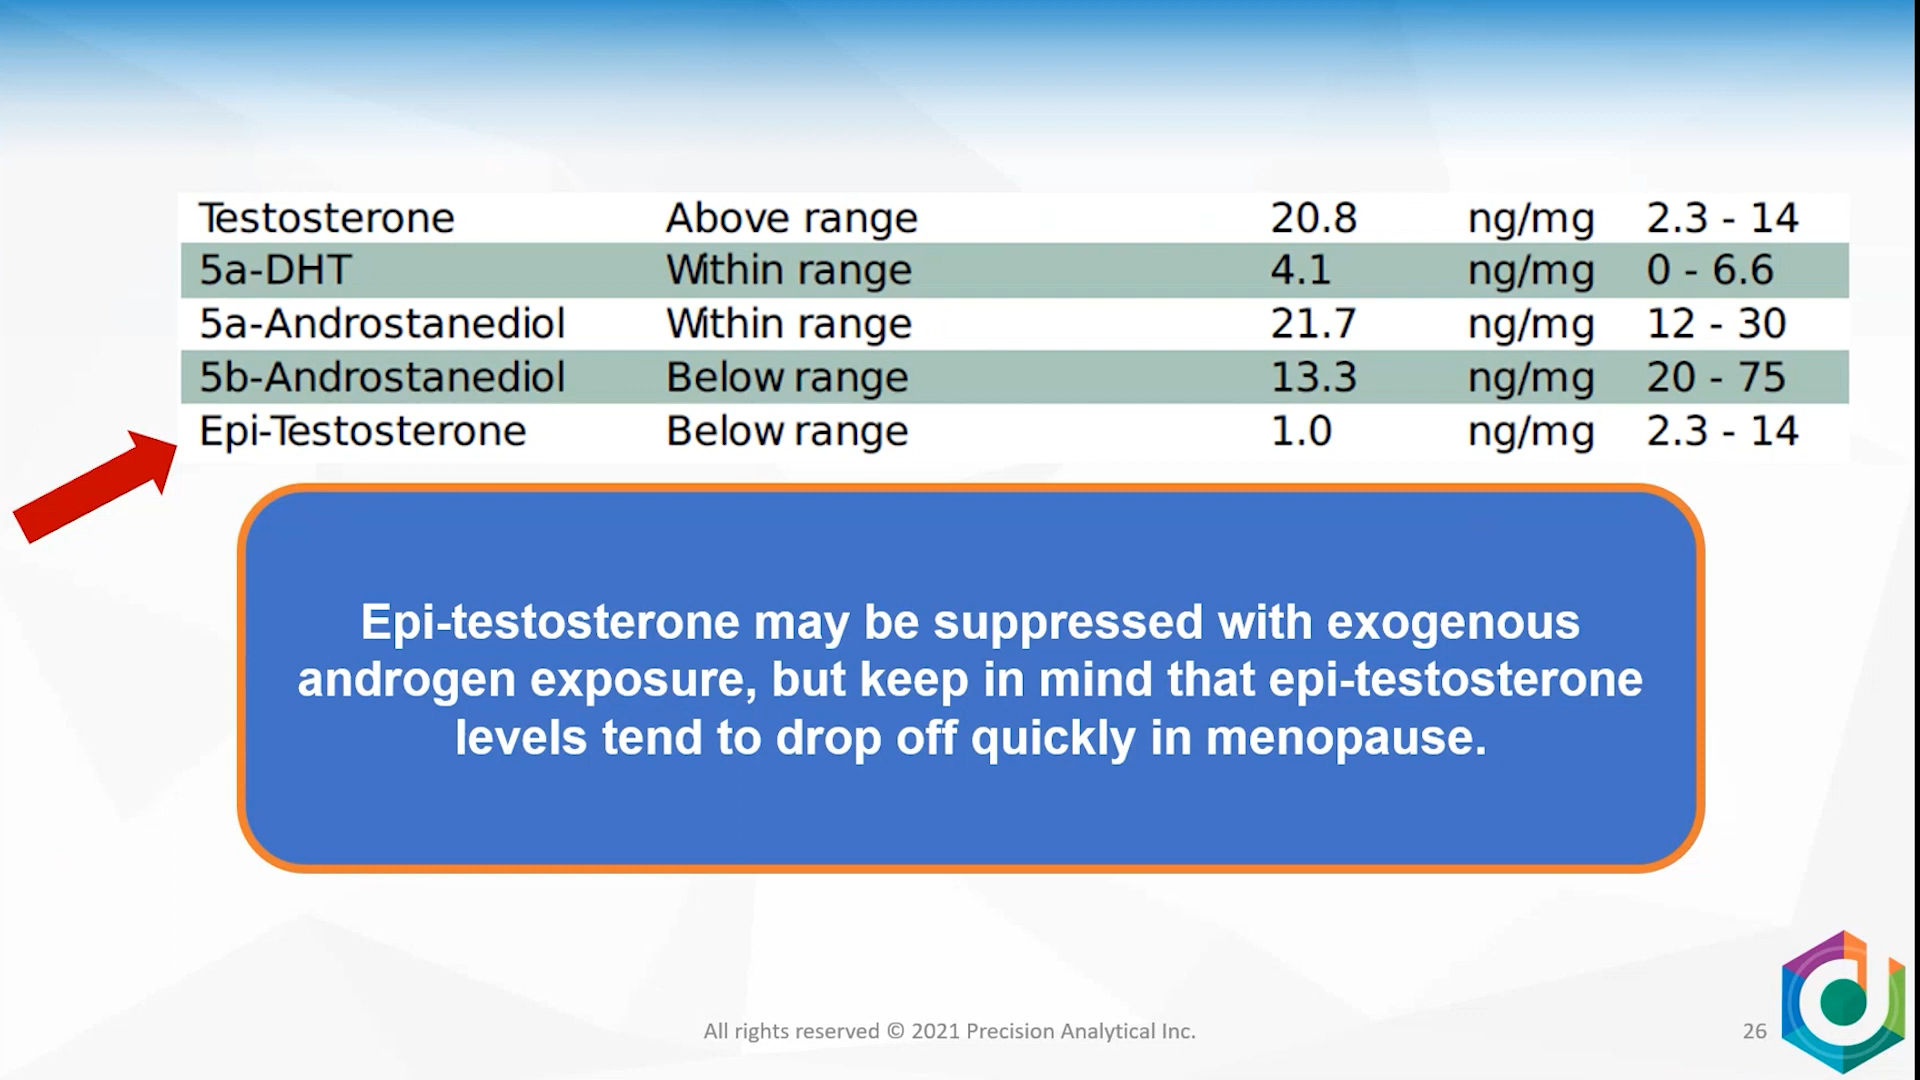 Testosterone Above range 20.8 ng/mg 2.3 - 14
5a-DHT Within range 4.1 ng/mg 0 - 6.6
5a-Androstanediol Within range 21.7 ng/mg 12 - 30
5b-Androstanediol Below range 13.3 ng/mg 20 - 75
Epi-Testosterone Below range 1.0 ng/mg 2.3 - 14
Epi-testosterone may be suppressed with exogenous
androgen exposure, but keep in mind that epi-testosterone
levels tend to drop off quickly in menopause.
All rights reserved © 2021 Precision Analytical Inc.
26